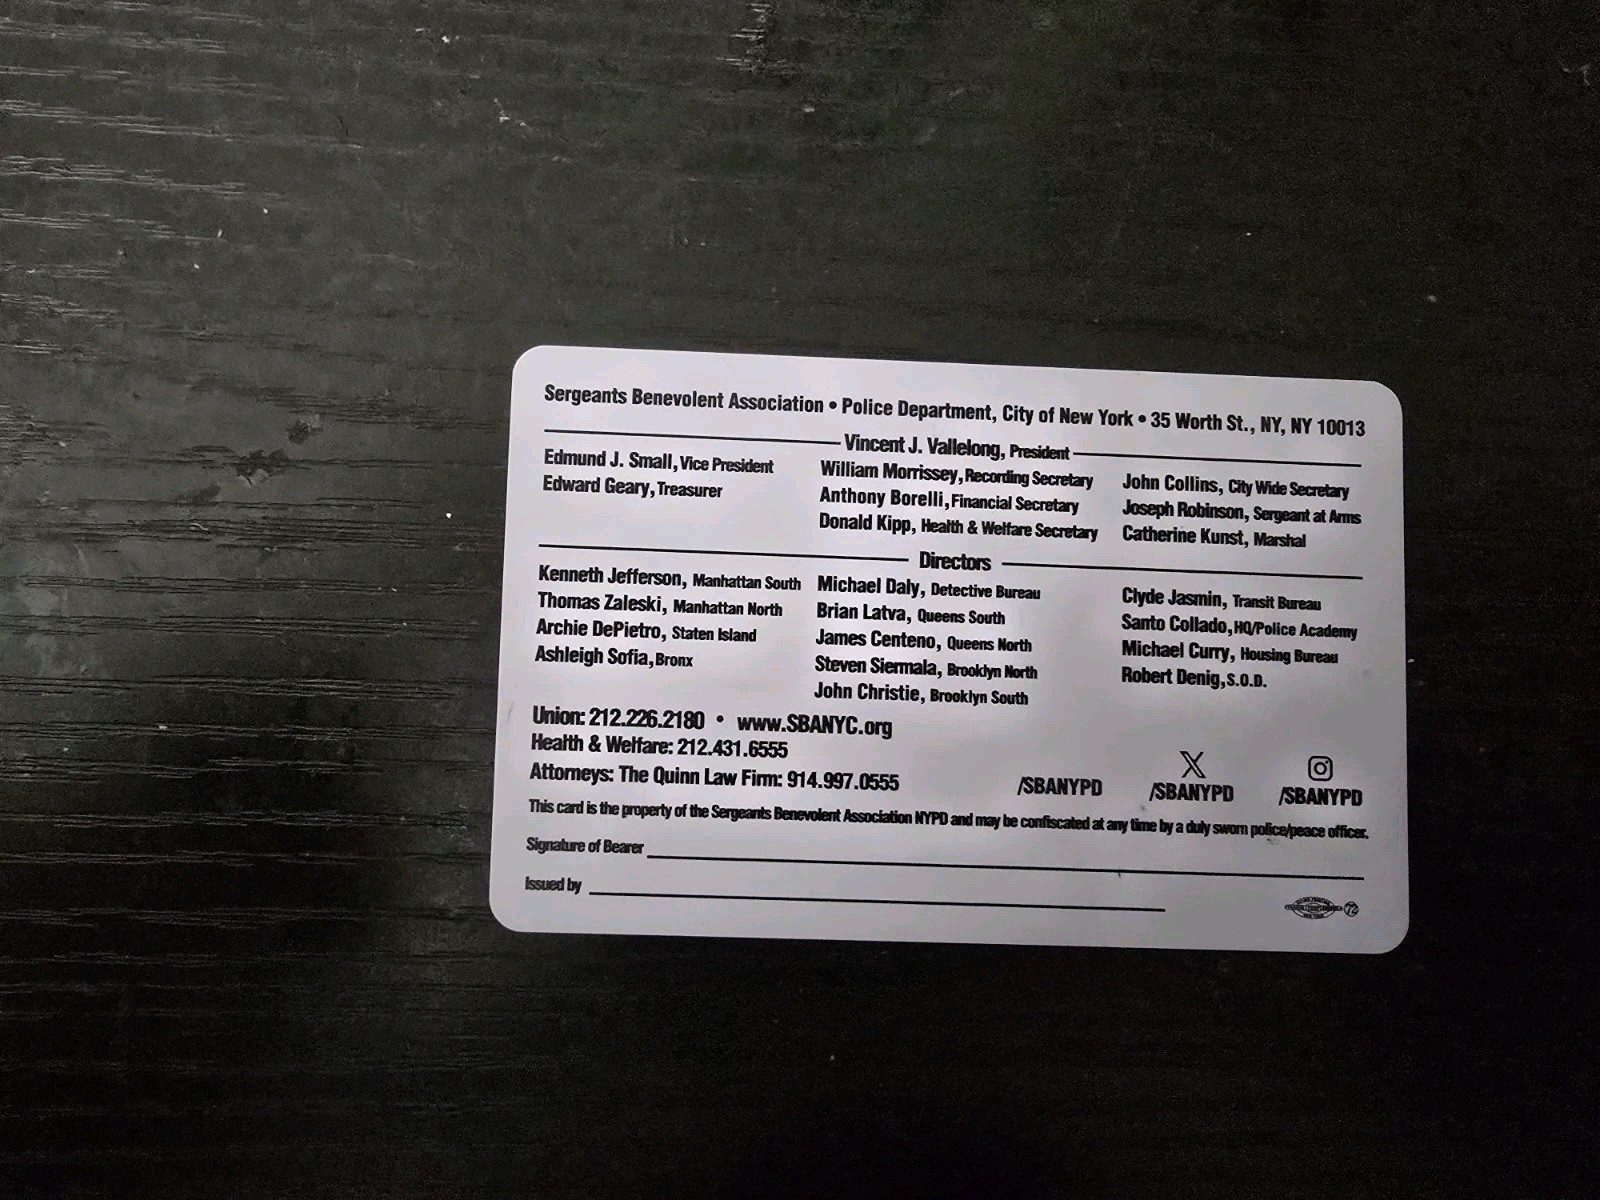 Sergeants Benevolent Association • Police Department, City of New York • 35 Worth St., NY, NY 10013
Vincent J. Vallelong, President
Edmund J. Small, Vice President
Edward Geary, Treasurer
William Morrissey, Recording Secretary
Anthony Borelli, Financial Secretary
Donald Kipp, Health & Welfare Secretary
John Collins, City Wide Secretary
Joseph Robinson, Sergeant at Arms
Catherine Kunst, Marshal
Directors
Kenneth Jefferson, Manhattan South
Thomas Zaleski, Manhattan North
Archie DePietro, Staten Island
Ashleigh Sofia, Bronx
Michael Daly, Detective Bureau
Brian Latva, Queens South
James Centeno, Queens North
Steven Siermala, Brooklyn North
John Christie, Brooklyn South
Clyde Jasmin, Transit Bureau
Santo Collado, HQ/Police Academy
Michael Curry, Housing Bureau
Robert Denig, S.O.D.
Union: 212.226.2180 • www.SBANYC.org
Health & Welfare: 212.431.6555
Attorneys: The Quinn Law Firm: 914.997.0555
/SBANYPD
/SBANYPD
/SBANYPD
This card is the property of the Sergeants Benevolent Association NYPD and may be confiscated at any time by a duly sworn police/peace officer.
Signature of Bearer
Issued by
72